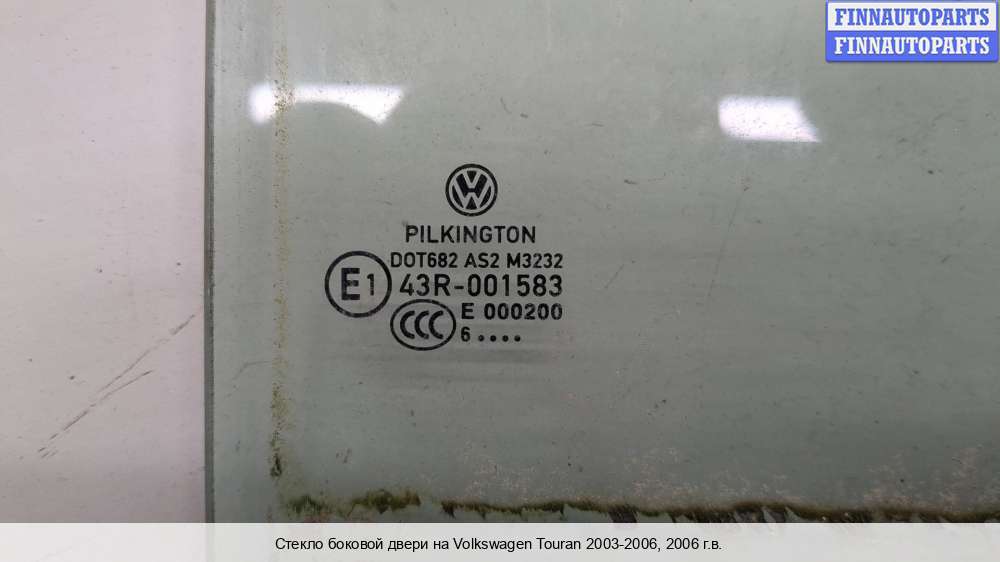 FINNAUTOPARTS
FINNAUTOPARTS
PILKINGTON
DOT682 AS2 M3232
E1 43R-001583
CCC E 000200
6 ....
Стекло боковой двери на Volkswagen Touran 2003-2006, 2006 г.в.